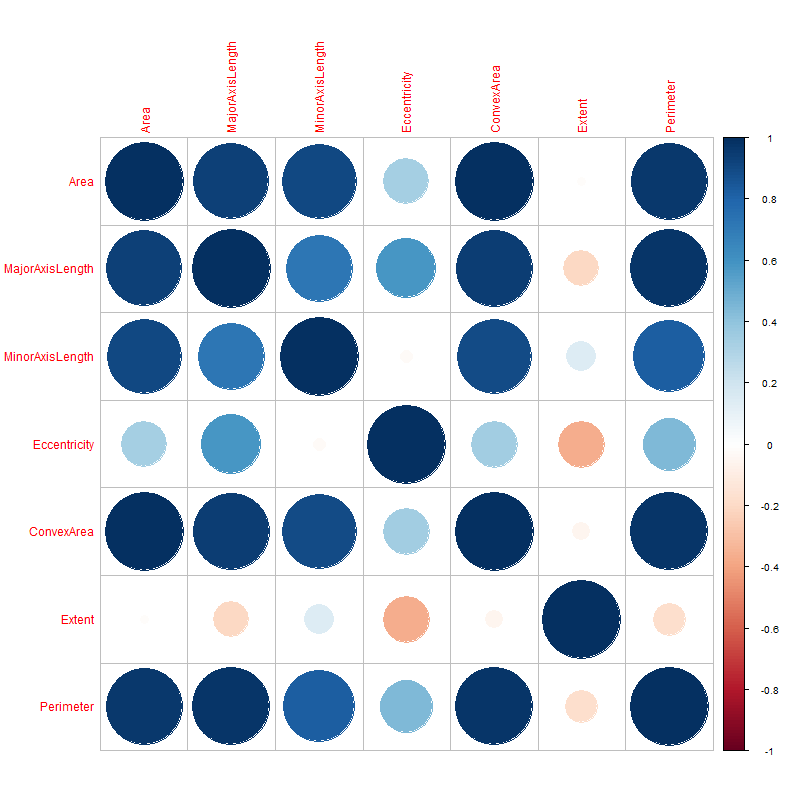 Area
MajorAxisLength
MinorAxisLength
Eccentricity
ConvexArea
Extent
Perimeter
Area
MajorAxisLength
MinorAxisLength
Eccentricity
ConvexArea
Extent
Perimeter
1
0.8
0.6
0.4
0.2
0
-0.2
-0.4
-0.6
-0.8
-1